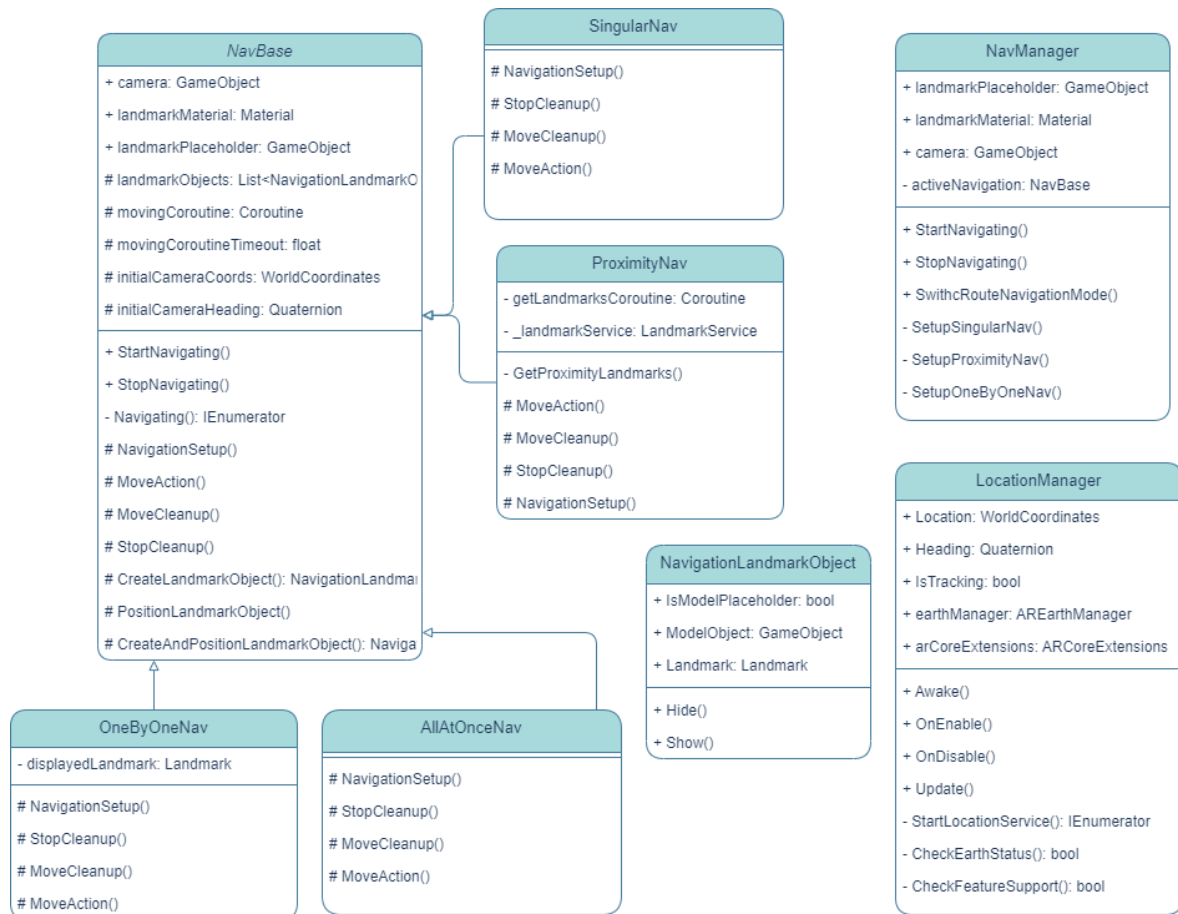 NavBase
+ camera: GameObject
+ landmarkMaterial: Material
+ landmarkPlaceholder: GameObject
# landmarkObjects: List<NavigationLandmarkO
# movingCoroutine: Coroutine
# movingCoroutineTimeout: float
# initialCameraCoords: WorldCoordinates
# initialCameraHeading: Quaternion
+ StartNavigating()
+ StopNavigating()
- Navigating(): IEnumerator
# NavigationSetup()
# MoveAction()
# MoveCleanup()
# StopCleanup()
# CreateLandmarkObject(): NavigationLandmar
# PositionLandmarkObject()
# CreateAndPositionLandmarkObject(): Naviga
SingularNav
# NavigationSetup()
# StopCleanup()
# MoveCleanup()
# MoveAction()
ProximityNav
- getLandmarksCoroutine: Coroutine
- _landmarkService: LandmarkService
- GetProximityLandmarks()
# MoveAction()
# MoveCleanup()
# StopCleanup()
# NavigationSetup()
NavManager
+ landmarkPlaceholder: GameObject
+ landmarkMaterial: Material
+ camera: GameObject
- activeNavigation: NavBase
+ StartNavigating()
+ StopNavigating()
+ SwithcRouteNavigationMode()
- SetupSingularNav()
- SetupProximityNav()
- SetupOneByOneNav()
OneByOneNav
- displayedLandmark: Landmark
# NavigationSetup()
# StopCleanup()
# MoveCleanup()
# MoveAction()
AllAtOnceNav
# NavigationSetup()
# StopCleanup()
# MoveCleanup()
# MoveAction()
NavigationLandmarkObject
+ IsModelPlaceholder: bool
+ ModelObject: GameObject
+ Landmark: Landmark
+ Hide()
+ Show()
LocationManager
+ Location: WorldCoordinates
+ Heading: Quaternion
+ IsTracking: bool
+ earthManager: AREarthManager
+ arCoreExtensions: ARCoreExtensions
+ Awake()
+ OnEnable()
+ OnDisable()
+ Update()
- StartLocationService(): IEnumerator
- CheckEarthStatus(): bool
- CheckFeatureSupport(): bool